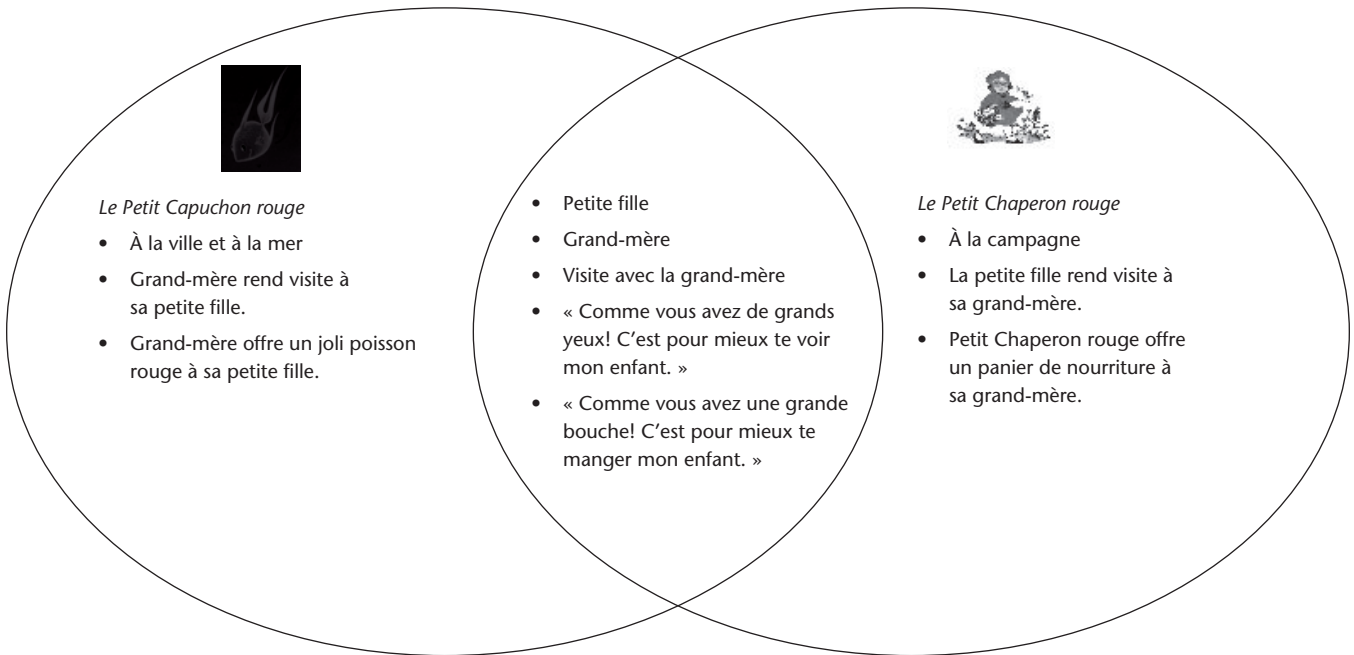 Le Petit Capuchon rouge
• À la ville et à la mer
• Grand-mère rend visite à
sa petite fille.
• Grand-mère offre un joli poisson
rouge à sa petite fille.
• Petite fille
• Grand-mère
• Visite avec la grand-mère
• « Comme vous avez de grands
yeux! C'est pour mieux te voir
mon enfant. »
• « Comme vous avez une grande
bouche! C'est pour mieux te
manger mon enfant. »
Le Petit Chaperon rouge
• À la campagne
• La petite fille rend visite à
sa grand-mère.
• Petit Chaperon rouge offre
un panier de nourriture à
sa grand-mère.